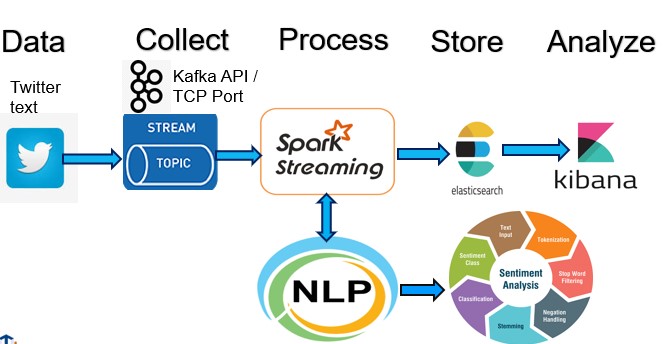 Data
Collect
Process
Store
Analyze
Twitter
text
Kafka API /
TCP Port
STREAM
TOPIC
Spark
Streaming
elasticsearch
kibana
NLP
Sentiment
Analysis
Text
Input
Tokenization
Stop Word
Filtering
Negation
Handling
Stemming
Classification
Sentiment
Class